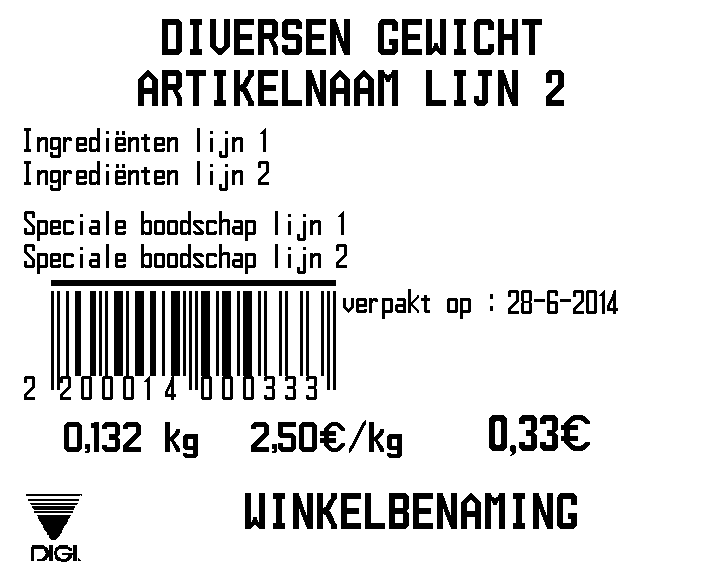 DIVERSEN GEWICHT
ARTIKELNAAM LIJN 2
Ingrediënten lijn 1
Ingrediënten lijn 2
Speciale boodschap lijn 1
Speciale boodschap lijn 2
verpakt op : 28-6-2014
2 200014 000333
0,132 kg 2,50€/kg 0,33€
WINKELBENAMING
DIGI.